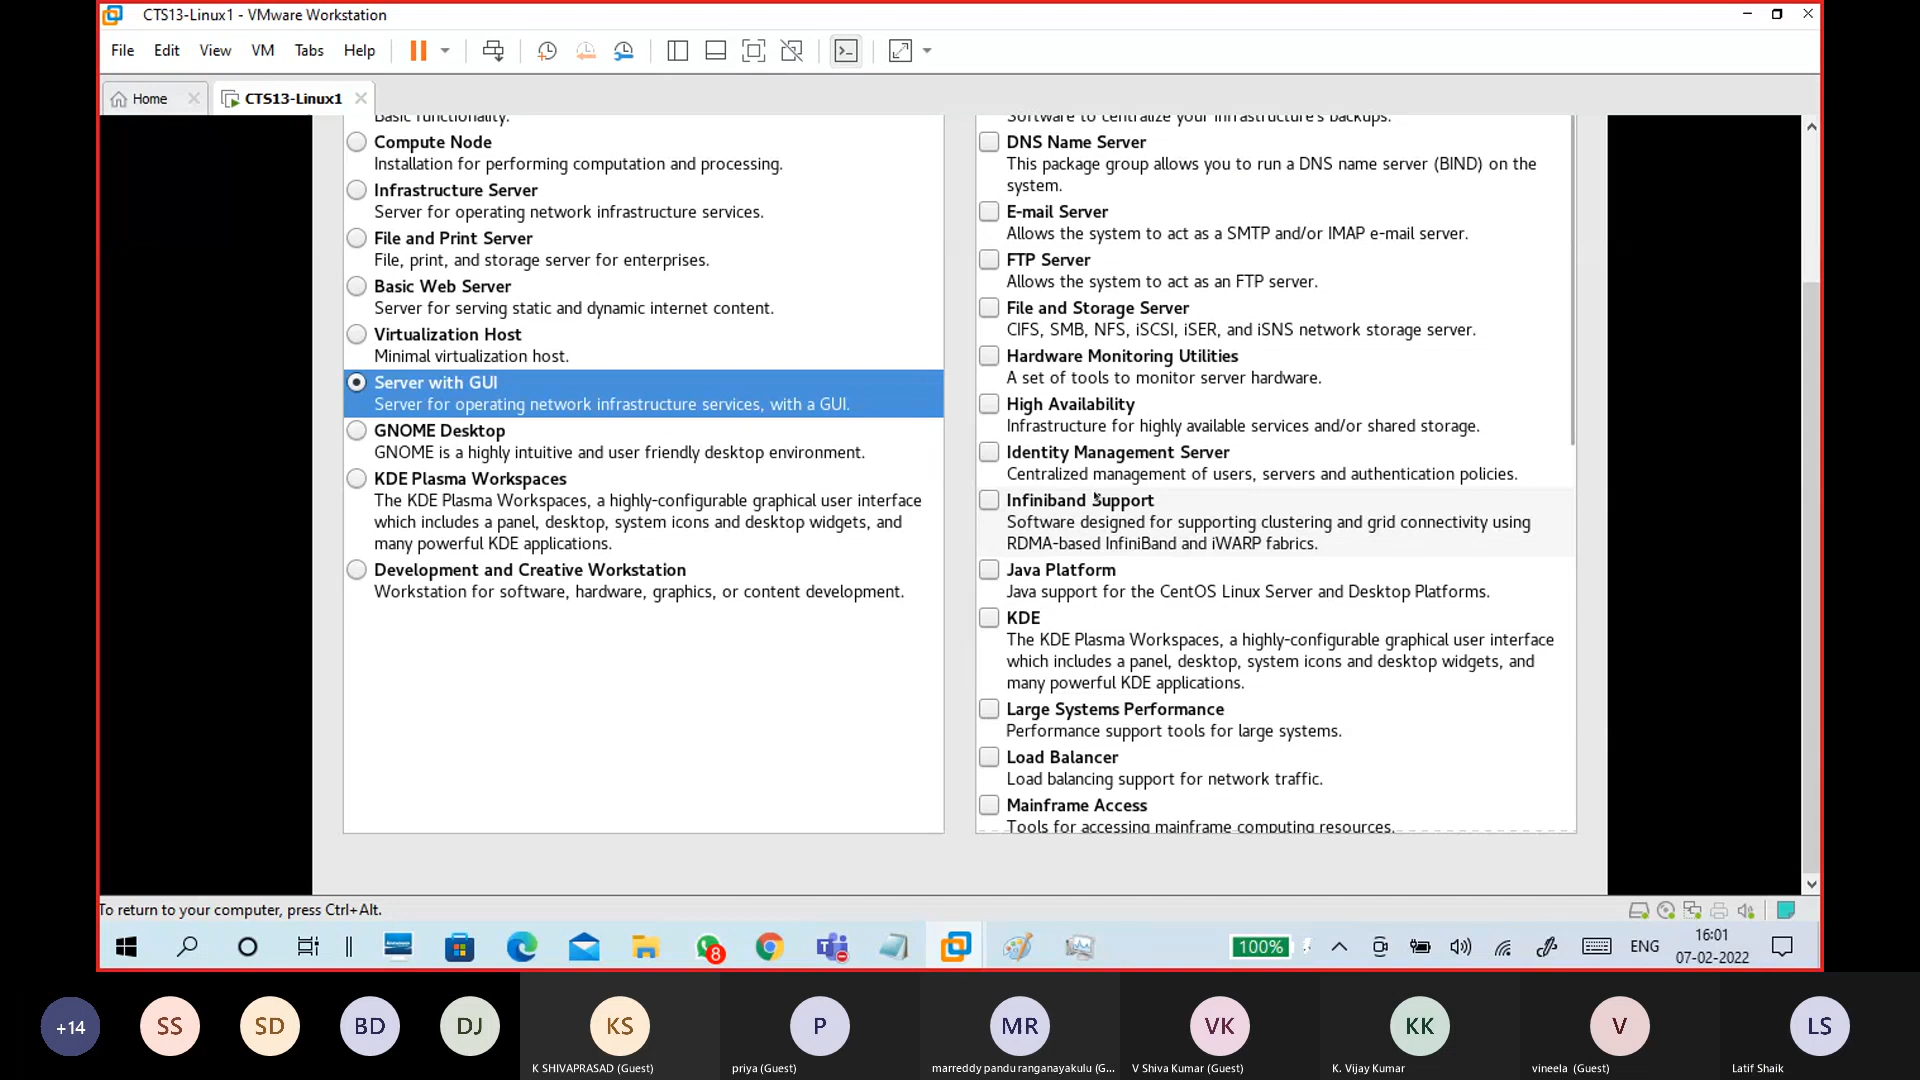 CTS13-Linux1 - VMware Workstation
File Edit View VM Tabs Help
Home
CTS13-Linux1
Basic functionality.
Compute Node
Installation for performing computation and processing.
Infrastructure Server
Server for operating network infrastructure services.
File and Print Server
File, print, and storage server for enterprises.
Basic Web Server
Server for serving static and dynamic internet content.
Virtualization Host
Minimal virtualization host.
Server with GUI
Server for operating network infrastructure services, with a GUI.
GNOME Desktop
GNOME is a highly intuitive and user friendly desktop environment.
KDE Plasma Workspaces
The KDE Plasma Workspaces, a highly-configurable graphical user interface
which includes a panel, desktop, system icons and desktop widgets, and
many powerful KDE applications.
Development and Creative Workstation
Workstation for software, hardware, graphics, or content development.
Software to centralize your infrastructure's backups.
DNS Name Server
This package group allows you to run a DNS name server (BIND) on the
system.
E-mail Server
Allows the system to act as a SMTP and/or IMAP e-mail server.
FTP Server
Allows the system to act as an FTP server.
File and Storage Server
CIFS, SMB, NFS, iSCSI, iSER, and iSNS network storage server.
Hardware Monitoring Utilities
A set of tools to monitor server hardware.
High Availability
Infrastructure for highly available services and/or shared storage.
Identity Management Server
Centralized management of users, servers and authentication policies.
Infiniband Support
Software designed for supporting clustering and grid connectivity using
RDMA-based InfiniBand and iWARP fabrics.
Java Platform
Java support for the CentOS Linux Server and Desktop Platforms.
KDE
The KDE Plasma Workspaces, a highly-configurable graphical user interface
which includes a panel, desktop, system icons and desktop widgets, and
many powerful KDE applications.
Large Systems Performance
Performance support tools for large systems.
Load Balancer
Load balancing support for network traffic.
Mainframe Access
Tools for accessing mainframe computing resources.
To return to your computer, press Ctrl+Alt.
8
100%
ENG
16:01
07-02-2022
+14
SS
SD
BD
DJ
KS
P
MR
VK
KK
V
LS
K SHIVAPRASAD (Guest)
priya (Guest)
marreddy pandu ranganayakulu (G...
V Shiva Kumar (Guest)
K. Vijay Kumar
vineela (Guest)
Latif Shaik